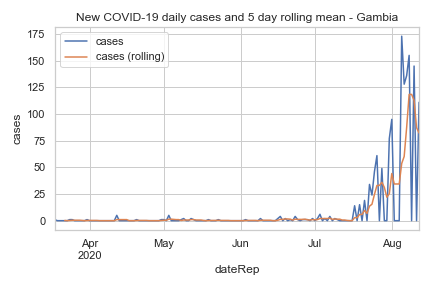 New COVID-19 daily cases and 5 day rolling mean - Gambia
cases
cases (rolling)
175
150
125
100
75
50
25
0
cases
Apr
2020
May
Jun
Jul
Aug
dateRep